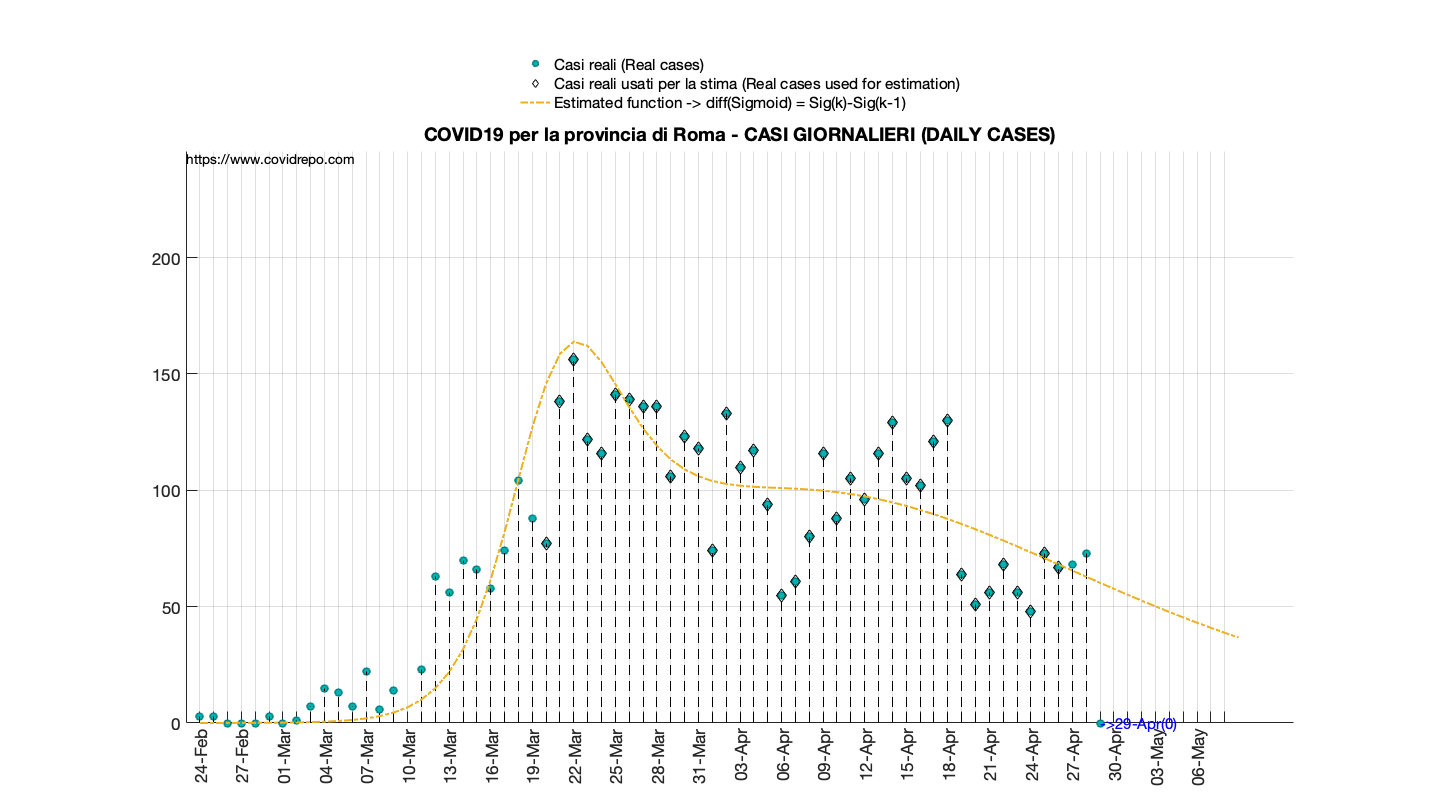 Casi reali (Real cases)
Casi reali usati per la stima (Real cases used for estimation)
Estimated function -> diff(Sigmoid) = Sig(k)-Sig(k-1)
COVID19 per la provincia di Roma - CASI GIORNALIERI (DAILY CASES)
https://www.covidrepo.com
200
150
100
50
0
->29-Apr(0)
24-Feb
27-Feb
01-Mar
04-Mar
07-Mar
10-Mar
13-Mar
16-Mar
19-Mar
22-Mar
25-Mar
28-Mar
31-Mar
03-Apr
06-Apr
09-Apr
12-Apr
15-Apr
18-Apr
21-Apr
24-Apr
27-Apr
30-Apr
03-May
06-May